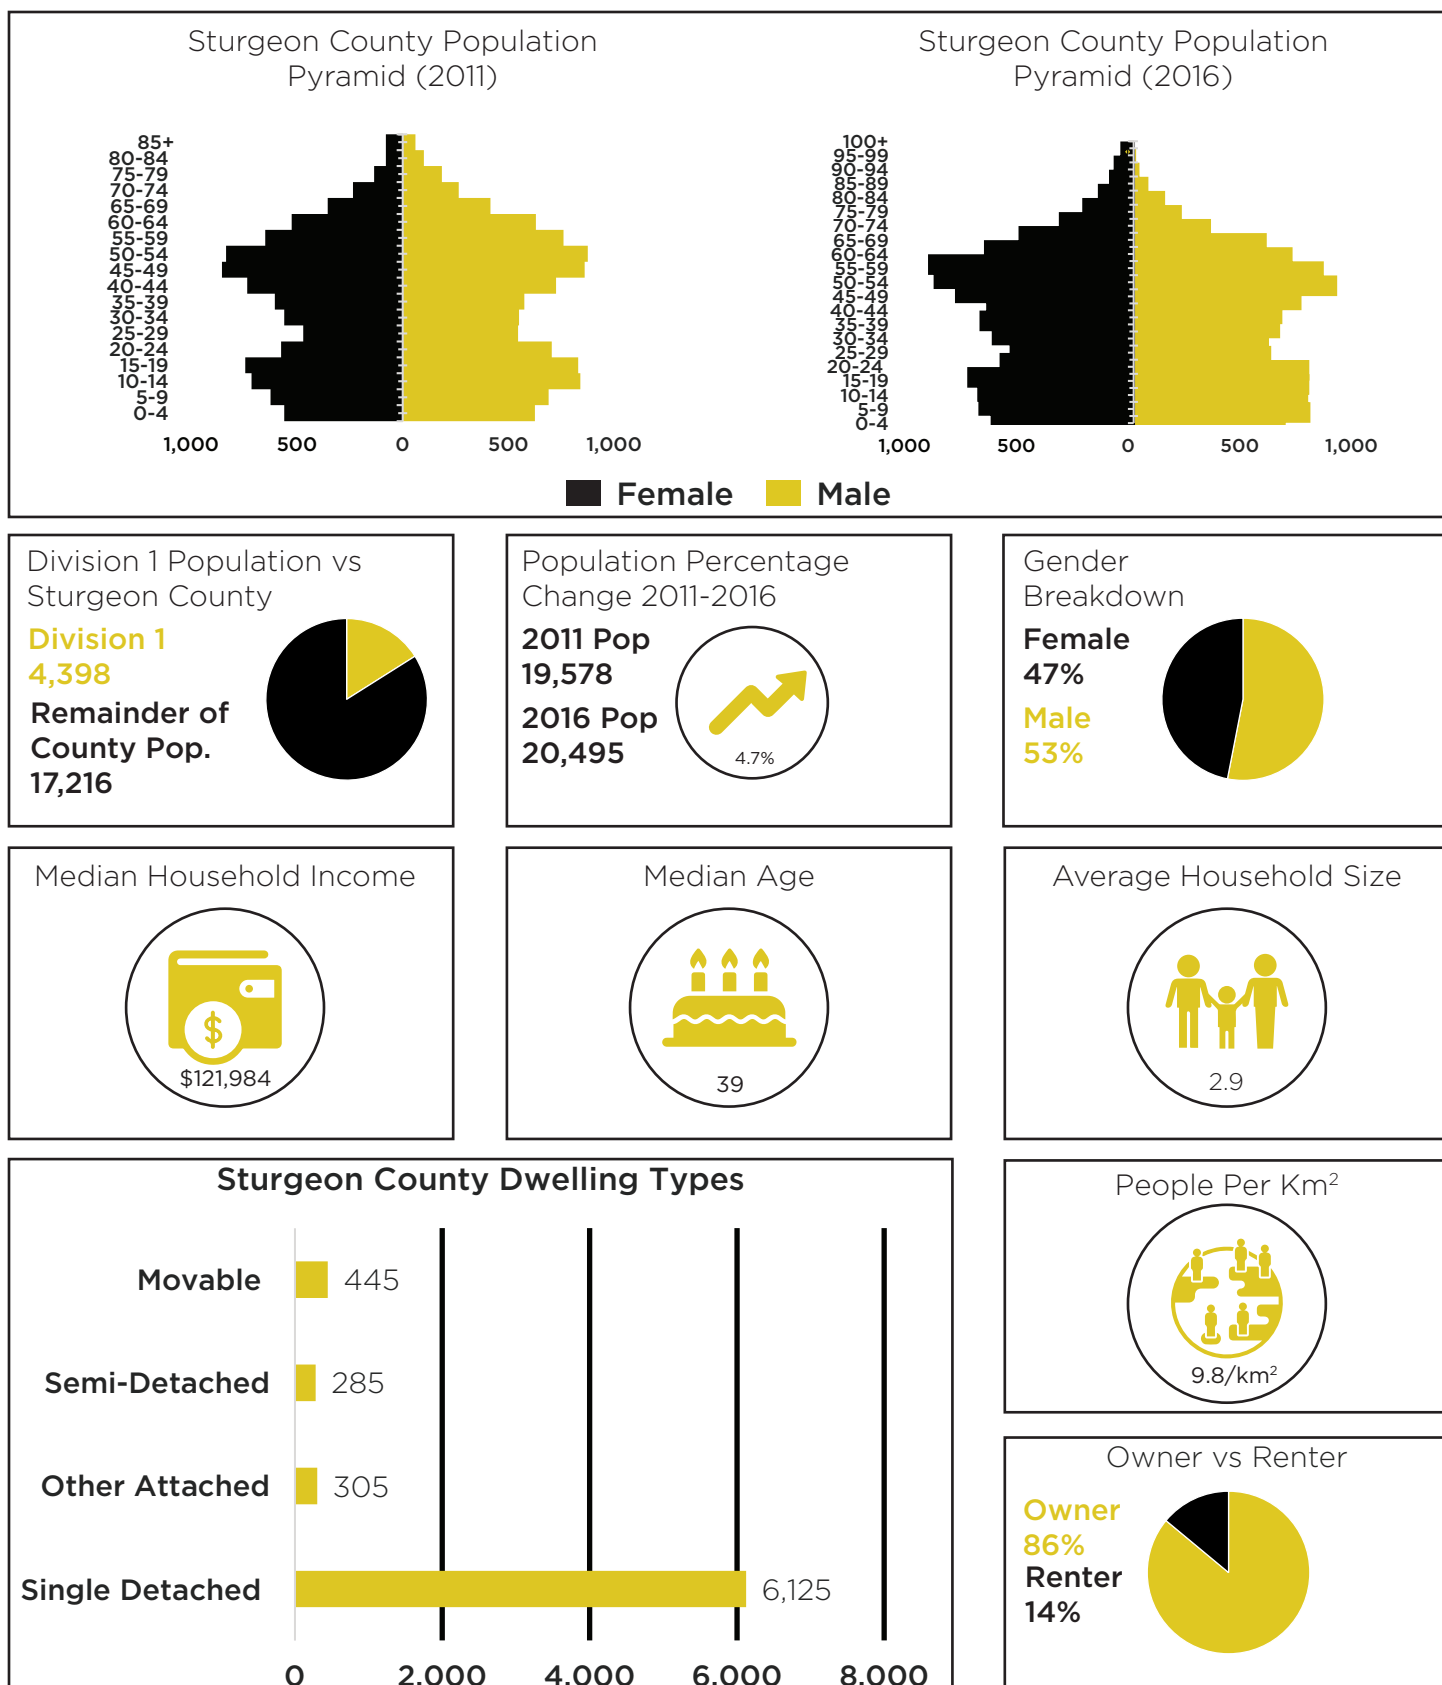 Sturgeon County Population
Pyramid (2011)
85+
80-84
75-79
70-74
65-69
60-64
55-59
50-54
45-49
40-44
35-39
30-34
25-29
20-24
15-19
10-14
5-9
0-4
1,000 500 0 500 1,000
Sturgeon County Population
Pyramid (2016)
100+
95-99
90-94
85-89
80-84
75-79
70-74
65-69
60-64
55-59
50-54
45-49
40-44
35-39
30-34
25-29
20-24
15-19
10-14
5-9
0-4
1,000 500 0 500 1,000
Female Male
Division 1 Population vs
Sturgeon County
Division 1
4,398
Remainder of
County Pop.
17,216
Population Percentage
Change 2011-2016
2011 Pop
19,578
2016 Pop
20,495
4.7%
Gender
Breakdown
Female
47%
Male
53%
Median Household Income
$
$121,984
Median Age
39
Average Household Size
2.9
Sturgeon County Dwelling Types
Movable 445
Semi-Detached 285
Other Attached 305
Single Detached 6,125
0 2,000 4,000 6,000 8,000
People Per Km²
9.8/km²
Owner vs Renter
Owner
86%
Renter
14%